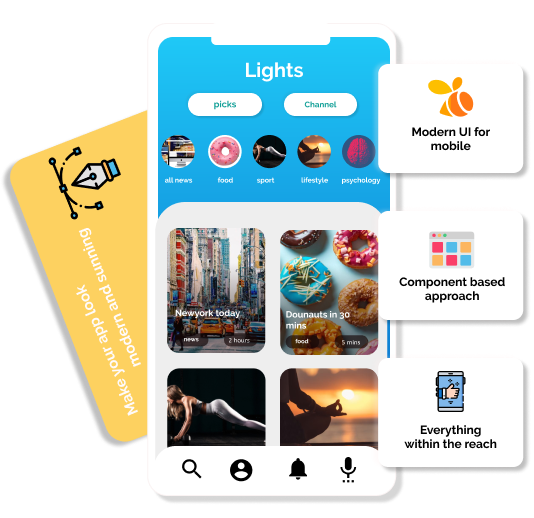 Lights
picks
Channel
all news
food
sport
lifestyle
psychology
Newyork today
news
2 hours
Dounauts in 30
mins
food
5 mins
Make your app look
modern and sunning
Modern UI for
mobile
Component based
approach
Everything
within the reach